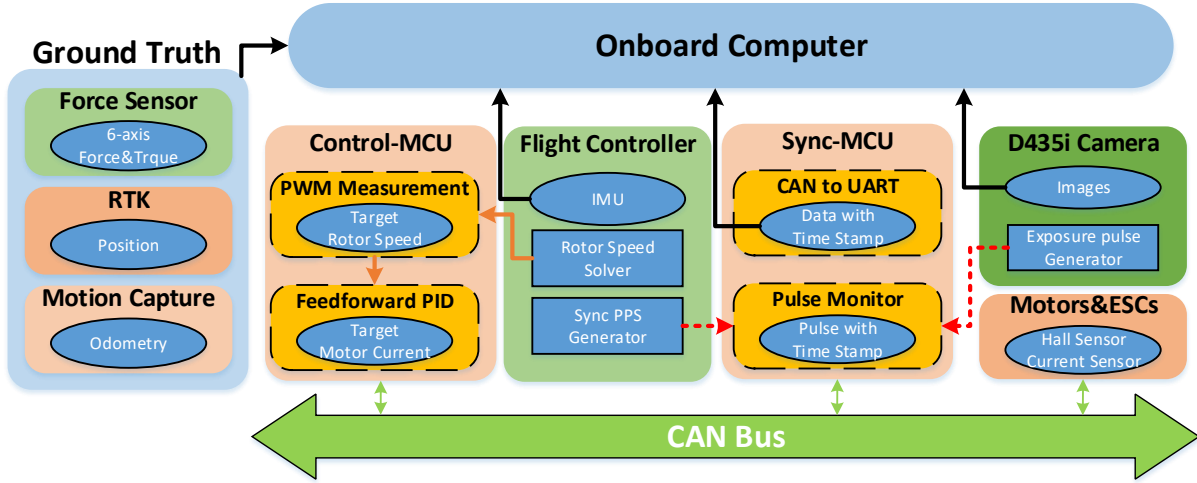 Onboard Computer
Ground Truth
Force Sensor
6-axis
Force&Trque
RTK
Position
Motion Capture
Odometry
Control-MCU
PWM Measurement
Target
Rotor Speed
Feedforward PID
Target
Motor Current
Flight Controller
IMU
Rotor Speed
Solver
Sync PPS
Generator
Sync-MCU
CAN to UART
Data with
Time Stamp
Pulse Monitor
Pulse with
Time Stamp
D435i Camera
Images
Exposure pulse
Generator
Motors&ESCs
Hall Sensor
Current Sensor
CAN Bus